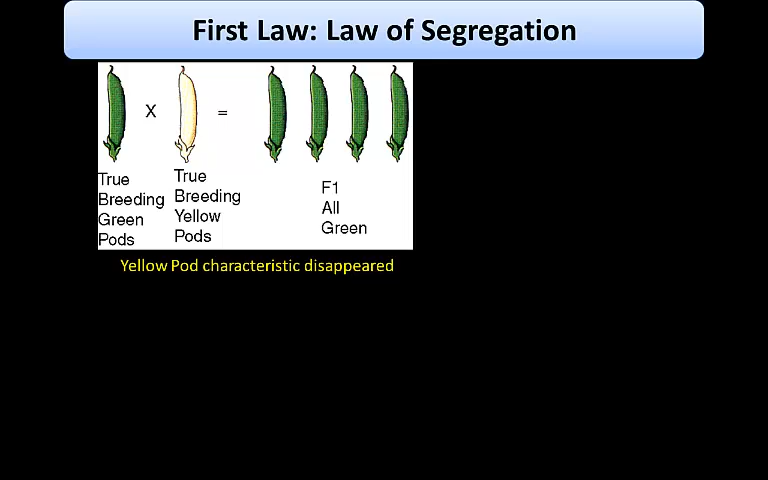 First Law: Law of Segregation
X
=
True
Breeding
Green
Pods
True
Breeding
Yellow
Pods
F1
All
Green
Yellow Pod characteristic disappeared